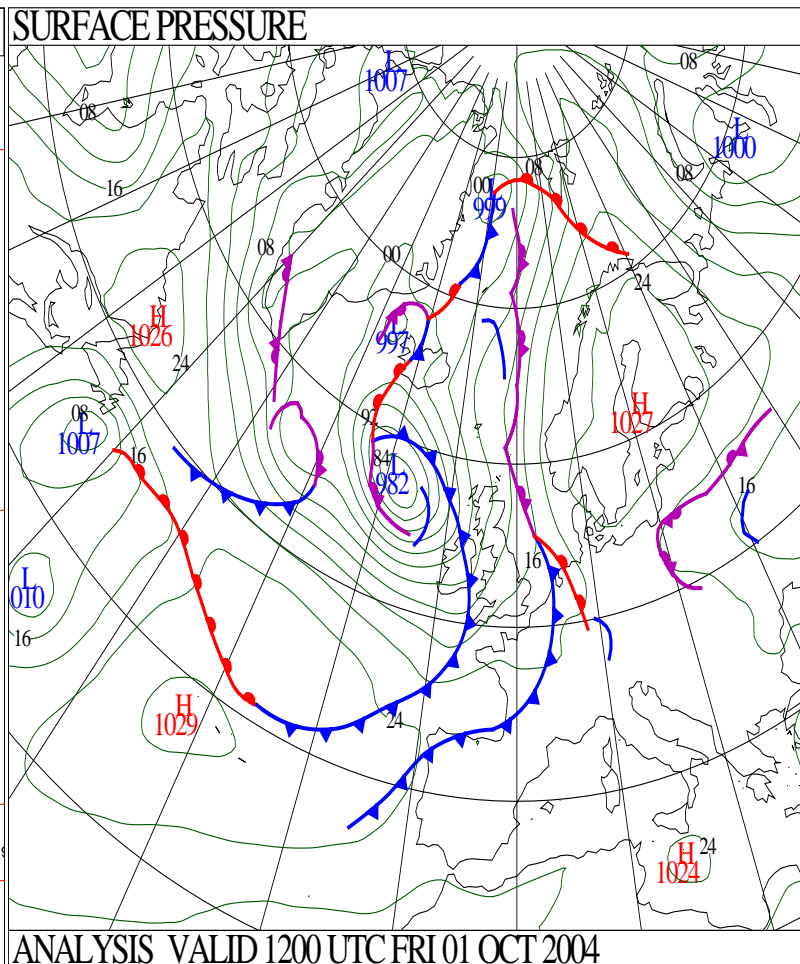 SURFACE PRESSURE
L
1007
08
08
L
1000
08
16
08
00
L
999
08
00
24
H
1026
24
L
997
92
H
1027
08
L
1007
16
84
L
982
16
L
010
16
16
H
1029
24
H
1024
24
ANALYSIS VALID 1200 UTC FRI 01 OCT 2004